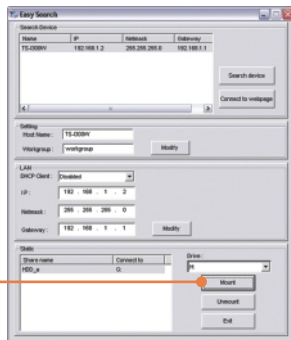 Easy Search
Search Device
Name IP Netmask Gateway
TS-I300W 192.168.1.2 255.255.255.0 192.168.1.1
Search device
Connect to webpage
Setting
Host Name: TS-I300W
Workgroup: workgroup
Modify
LAN
DHCP Client: Disabled
IP: 192 . 168 . 1 . 2
Netmask: 255 . 255 . 255 . 0
Gateway: 192 . 168 . 1 . 1
Modify
Share name Connect to
HDD_a G:
Drive:
H:
Mount
Unmount
Exit